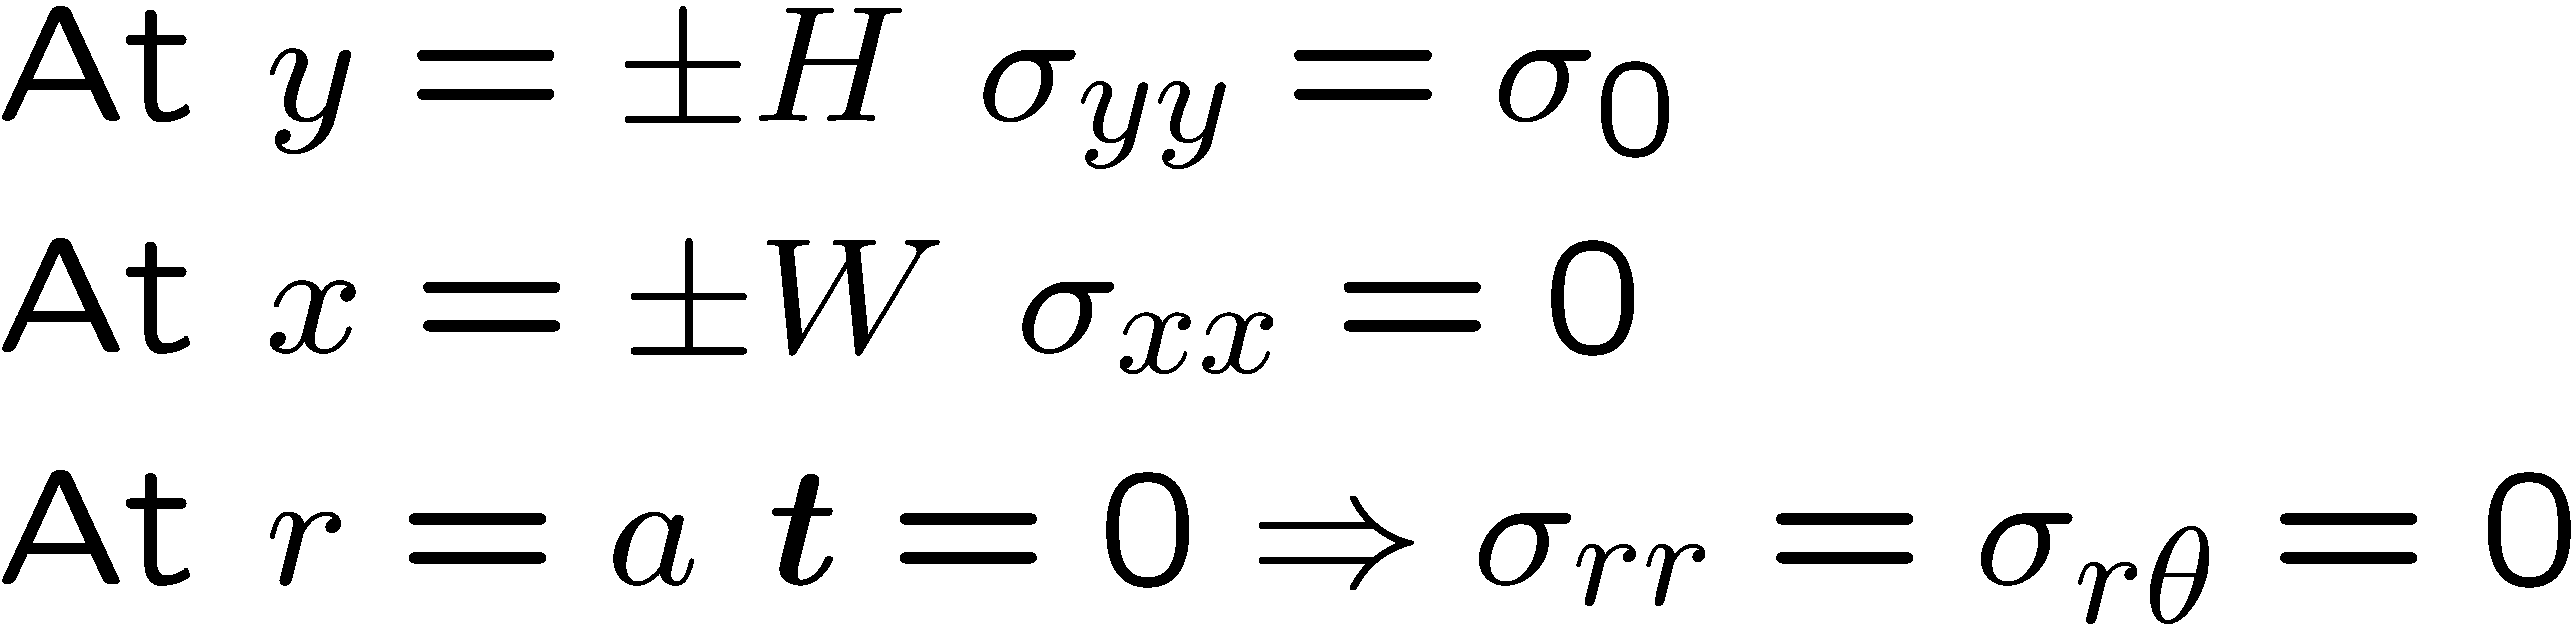 At y = ±H σ_yy = σ_0
At x = ±W σ_xx = 0
At r = a t = 0 ⇒ σ_rr = σ_rθ = 0